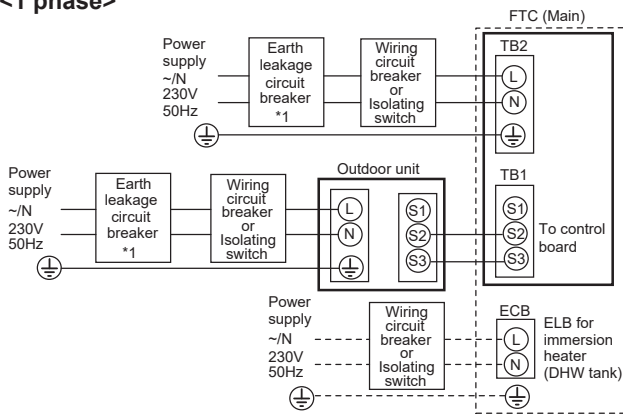 <1 phase>
FTC (Main)
Power
supply
~/N
230V
50Hz
Earth
leakage
circuit
breaker
*1
Wiring
circuit
breaker
or
Isolating
switch
TB2
L
N
Power
supply
~/N
230V
50Hz
Earth
leakage
circuit
breaker
*1
Wiring
circuit
breaker
or
Isolating
switch
Outdoor unit
L
N
S1
S2
S3
TB1
S1
S2
S3
To control
board
Power
supply
~/N
230V
50Hz
Wiring
circuit
breaker
or
Isolating
switch
ECB
L
N
ELB for
immersion
heater
(DHW tank)